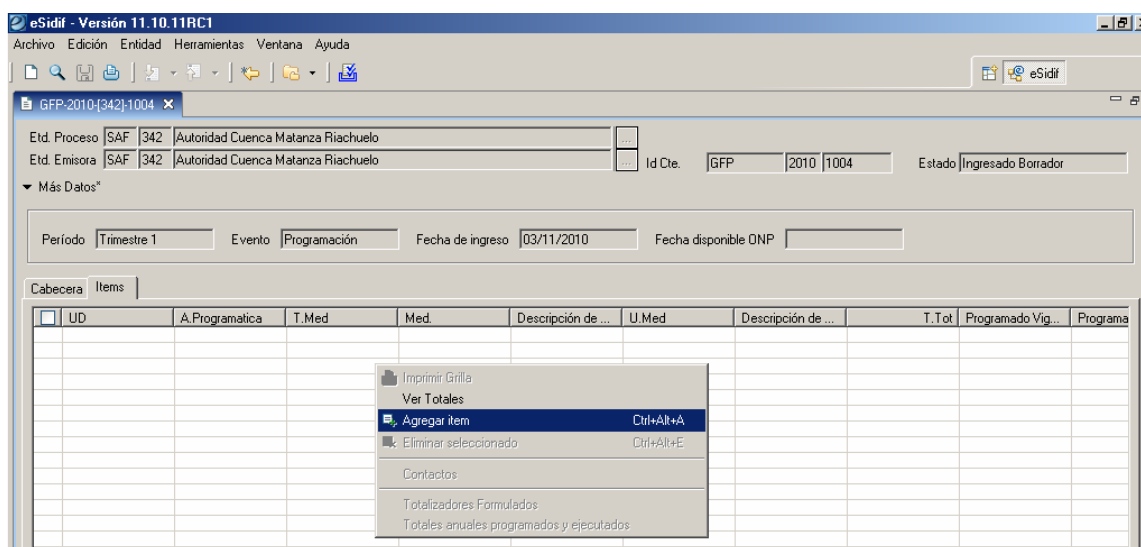 eSidif - Versión 11.10.11RC1
Archivo Edición Entidad Herramientas Ventana Ayuda
eSidif
GFP-2010-[342]-1004
Etd. Proceso SAF 342 Autoridad Cuenca Matanza Riachuelo ...
Etd. Emisora SAF 342 Autoridad Cuenca Matanza Riachuelo ... Id Cte. GFP 2010 1004 Estado Ingresado Borrador
Más Datos*
Período Trimestre 1 Evento Programación Fecha de ingreso 03/11/2010 Fecha disponible ONP
Cabecera Items
UD A.Programatica T.Med Med. Descripción de ... U.Med Descripción de ... T.Tot Programado Vig... Programa
Imprimir Grilla
Ver Totales
Agregar item Ctrl+Alt+A
Eliminar seleccionado Ctrl+Alt+E
Contactos
Totalizadores Formulados
Totales anuales programados y ejecutados